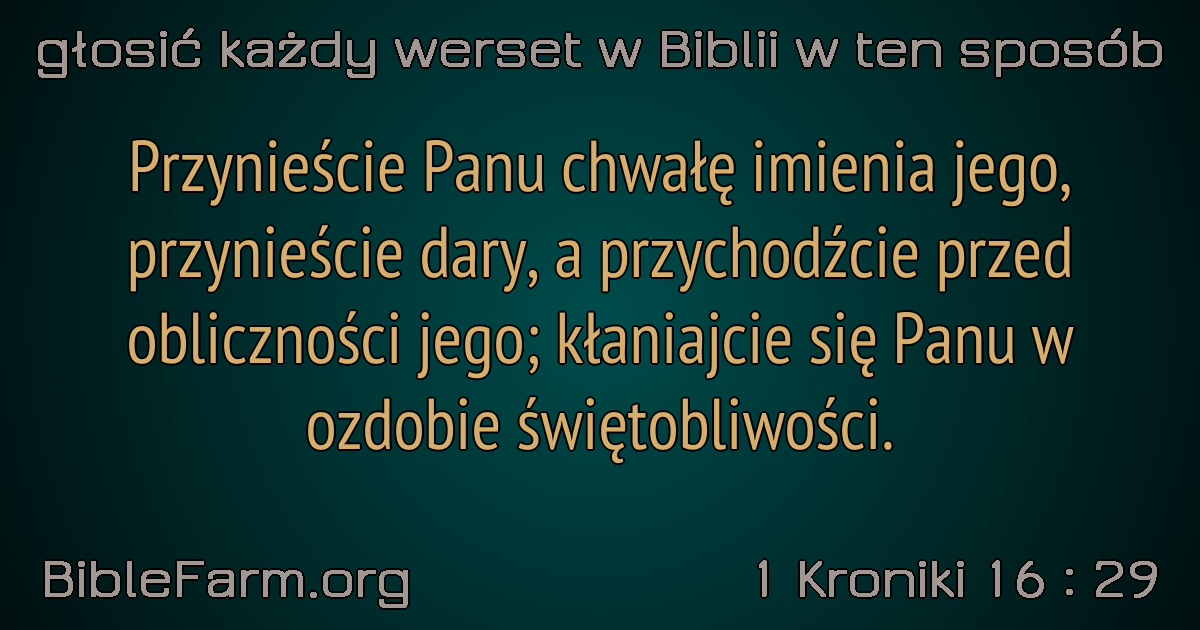 głosić każdy werset w Biblii w ten sposób
Przynieście Panu chwałę imienia jego,
przynieście dary, a przychodźcie przed
obliczności jego; kłaniajcie się Panu w
ozdobie świętobliwości.
BibleFarm.org
1 Kroniki 16 : 29